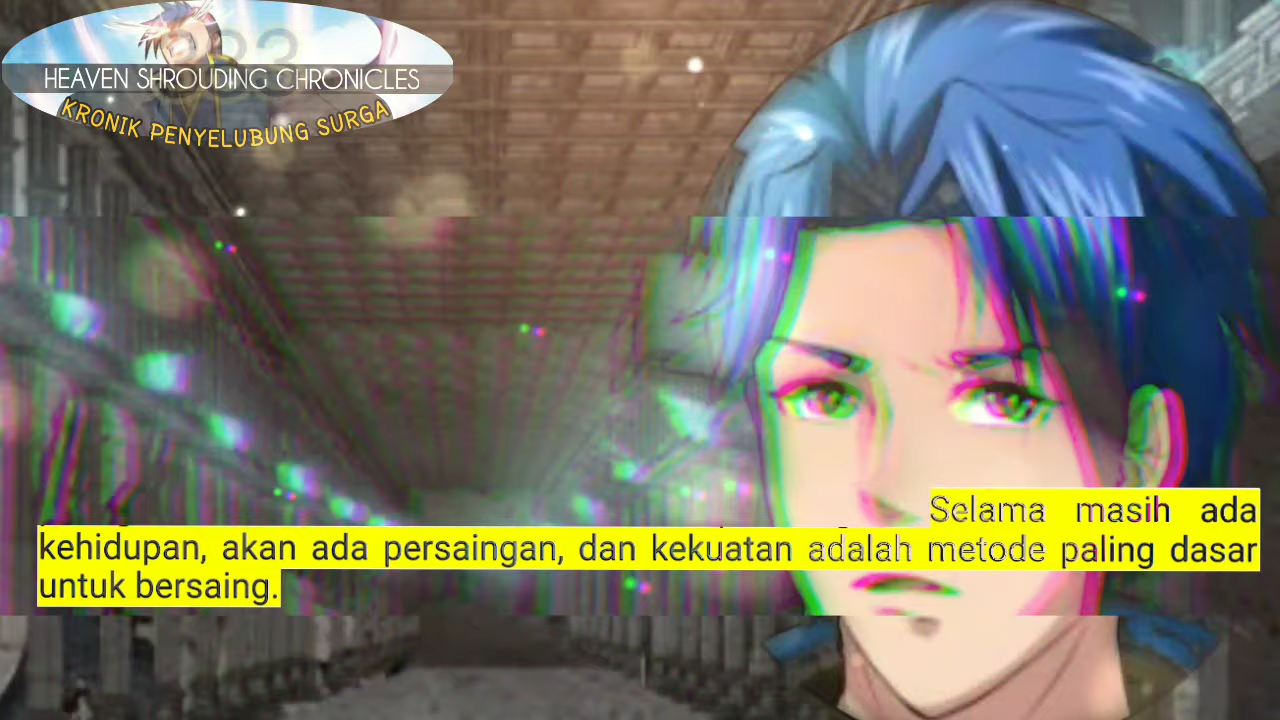 HEAVEN SHROUDING CHRONICLES
KRONIK PENYELUBUNG SURGA
Selama masih ada
kehidupan, akan ada persaingan, dan kekuatan adalah metode paling dasar
untuk bersaing.